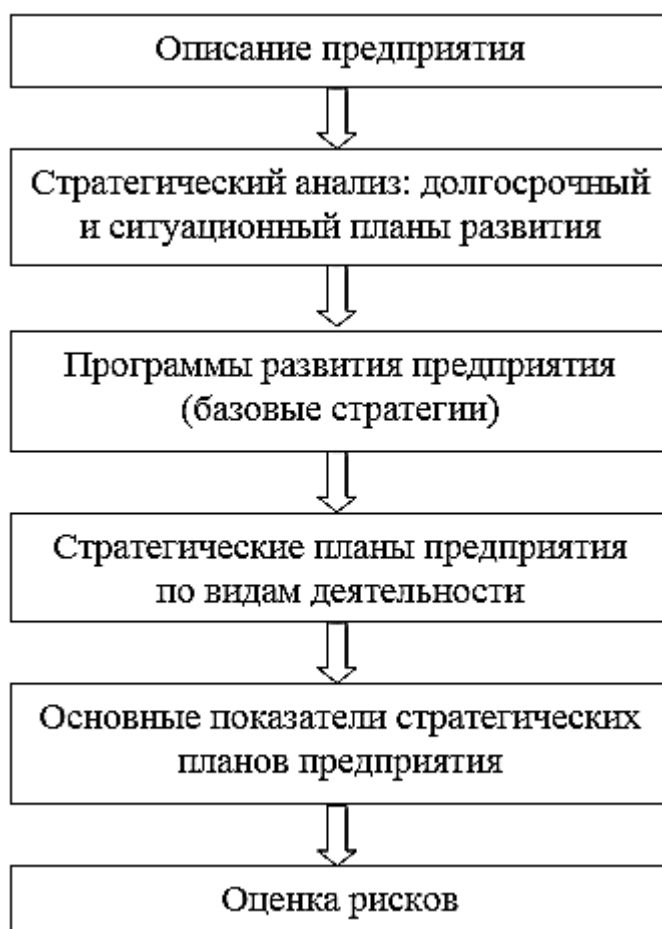 Описание предприятия
Стратегический анализ: долгосрочный
и ситуационный планы развития
Программы развития предприятия
(базовые стратегии)
Стратегические планы предприятия
по видам деятельности
Основные показатели стратегических
планов предприятия
Оценка рисков